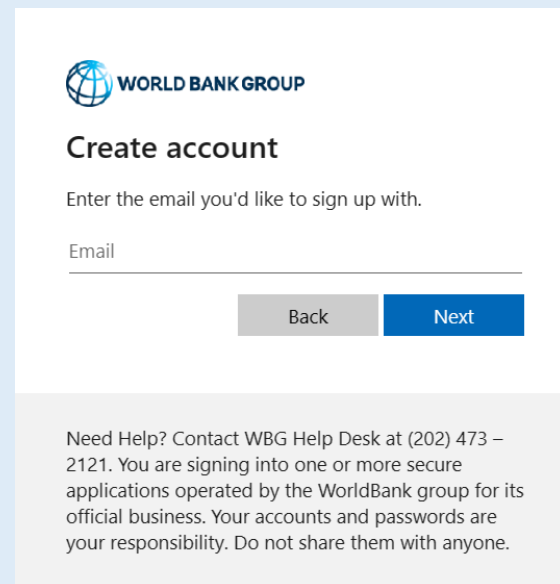 WORLD BANK GROUP
Create account
Enter the email you'd like to sign up with.
Email
Back Next
Need Help? Contact WBG Help Desk at (202) 473 –
2121. You are signing into one or more secure
applications operated by the WorldBank group for its
official business. Your accounts and passwords are
your responsibility. Do not share them with anyone.